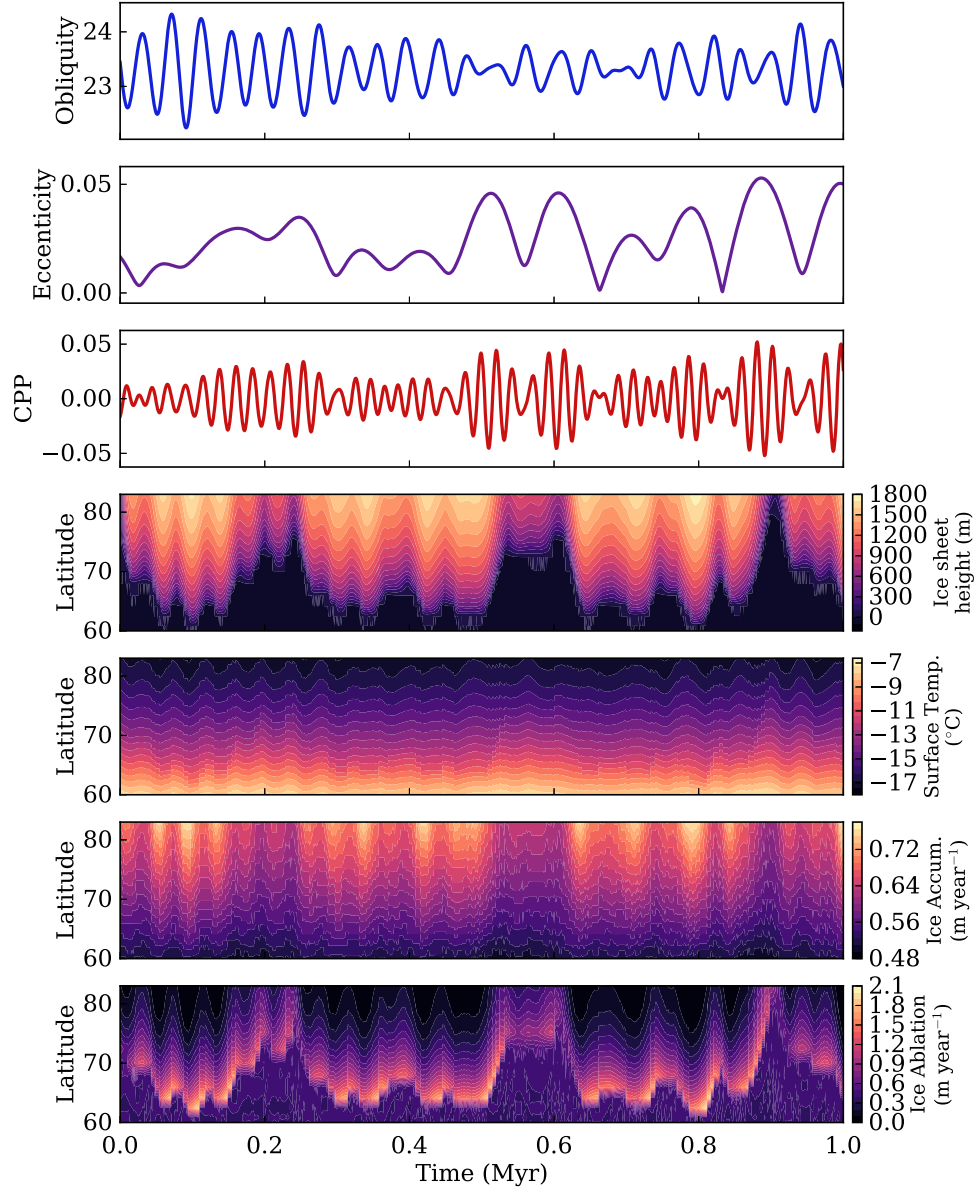 24
23
Obliquity
0.05
0.00
Eccenticity
0.05
0.00
−0.05
CPP
80
70
60
Latitude
1800
1500
1200
900
600
300
0
Ice sheet
height (m)
80
70
60
Latitude
−7
−9
−11
−13
−15
−17
Surface Temp.
(°C)
80
70
60
Latitude
0.72
0.64
0.56
0.48
Ice Accum.
(m year⁻¹)
80
70
60
Latitude
2.1
1.8
1.5
1.2
0.9
0.6
0.3
0.0
Ice Ablation
(m year⁻¹)
0.0 0.2 0.4 0.6 0.8 1.0
Time (Myr)